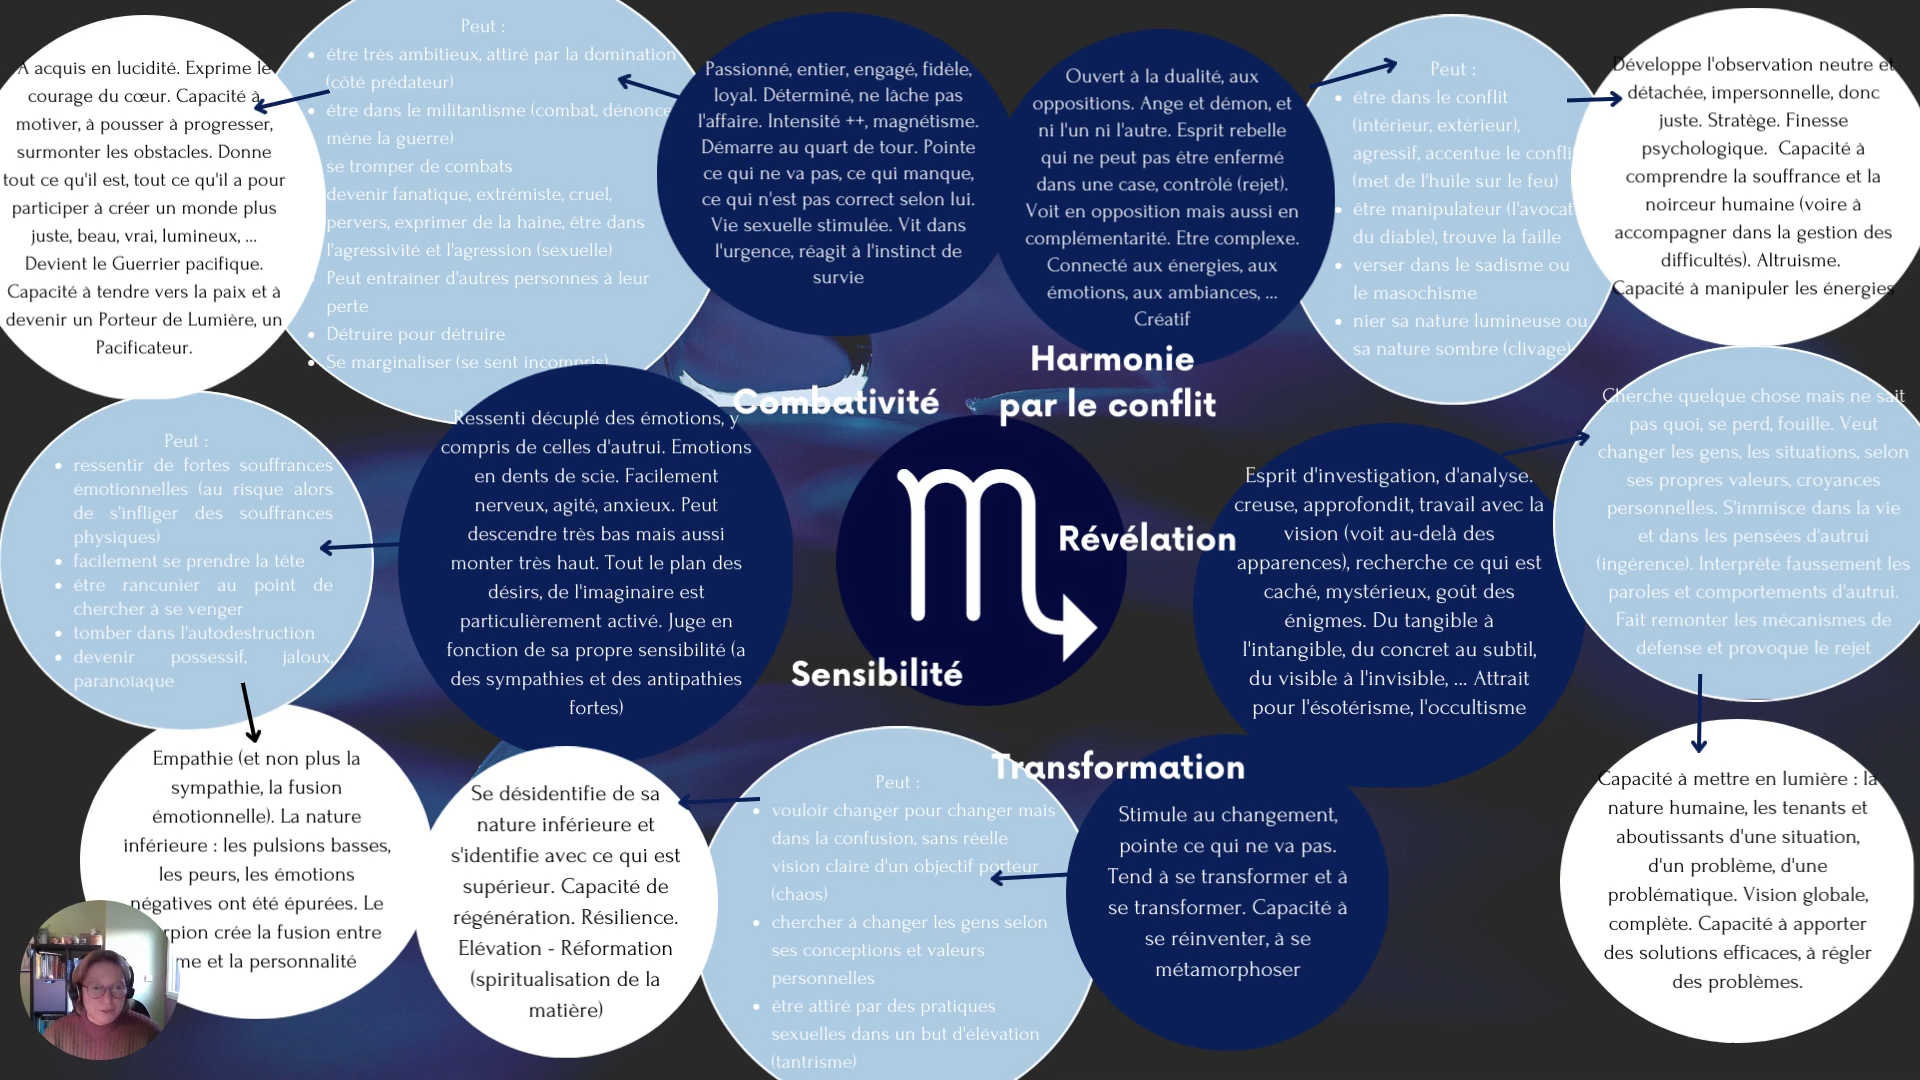 A acquis en lucidité. Exprime le
courage du cœur. Capacité à
motiver, à pousser à progresser,
surmonter les obstacles. Donne
tout ce qu'il est, tout ce qu'il a pour
participer à créer un monde plus
juste, beau, vrai, lumineux, ...
Devient le Guerrier pacifique.
Capacité à tendre vers la paix et à
devenir un Porteur de Lumière, un
Pacificateur.
Peut :
être très ambitieux, attiré par la domination
(côté prédateur)
être dans le militantisme (combat, dénonce
mène la guerre)
se tromper de combats
devenir fanatique, extrémiste, cruel,
pervers, exprimer de la haine, être dans
l'agressivité et l'agression (sexuelle)
Peut entraîner d'autres personnes à leur
perte
Détruire pour détruire
Se marginaliser (se sent incompris)
Passionné, entier, engagé, fidèle,
loyal. Déterminé, ne lâche pas
l'affaire. Intensité ++, magnétisme.
Démarre au quart de tour. Pointe
ce qui ne va pas, ce qui manque,
ce qui n'est pas correct selon lui.
Vie sexuelle stimulée. Vit dans
l'urgence, réagit à l'instinct de
survie
Combativité
Ouvert à la dualité, aux
oppositions. Ange et démon, et
ni l'un ni l'autre. Esprit rebelle
qui ne peut pas être enfermé
dans une case, contrôlé (rejet).
Voit en opposition mais aussi en
complémentarité. Etre complexe.
Connecté aux énergies, aux
émotions, aux ambiances, ...
Créatif
Harmonie
par le conflit
Peut :
être dans le conflit
(intérieur, extérieur),
agressif, accentue le confli
(met de l'huile sur le feu)
être manipulateur (l'avocat
du diable), trouve la faille
verser dans le sadisme ou
le masochisme
nier sa nature lumineuse ou
sa nature sombre (clivage)
Développe l'observation neutre et
détachée, impersonnelle, donc
juste. Stratège. Finesse
psychologique. Capacité à
comprendre la souffrance et la
noirceur humaine (voire à
accompagner dans la gestion des
difficultés). Altruisme.
Capacité à manipuler les énergies
Peut :
ressentir de fortes souffrances
émotionnelles (au risque alors
de s'infliger des souffrances
physiques)
facilement se prendre la tête
être rancunier au point de
chercher à se venger
tomber dans l'autodestruction
devenir possessif, jaloux,
paranoïaque
Ressenti décuplé des émotions, y
compris de celles d'autrui. Emotions
en dents de scie. Facilement
nerveux, agité, anxieux. Peut
descendre très bas mais aussi
monter très haut. Tout le plan des
désirs, de l'imaginaire est
particulièrement activé. Juge en
fonction de sa propre sensibilité (a
des sympathies et des antipathies
fortes)
Sensibilité
Révélation
Esprit d'investigation, d'analyse.
creuse, approfondit, travail avec la
vision (voit au-delà des
apparences), recherche ce qui est
caché, mystérieux, goût des
énigmes. Du tangible à
l'intangible, du concret au subtil,
du visible à l'invisible, ... Attrait
pour l'ésotérisme, l'occultisme
Cherche quelque chose mais ne sait
pas quoi, se perd, fouille. Veut
changer les gens, les situations, selon
ses propres valeurs, croyances
personnelles. S'immisce dans la vie
et dans les pensées d'autrui
(ingérence). Interprète faussement les
paroles et comportements d'autrui.
Fait remonter les mécanismes de
défense et provoque le rejet
Empathie (et non plus la
sympathie, la fusion
émotionnelle). La nature
inférieure : les pulsions basses,
les peurs, les émotions
négatives ont été épurées. Le
rpion crée la fusion entre
me et la personnalité
Se désidentifie de sa
nature inférieure et
s'identifie avec ce qui est
supérieur. Capacité de
régénération. Résilience.
Elévation - Réformation
(spiritualisation de la
matière)
Peut :
vouloir changer pour changer mais
dans la confusion, sans réelle
vision claire d'un objectif porteur
(chaos)
chercher à changer les gens selon
ses conceptions et valeurs
personnelles
être attiré par des pratiques
sexuelles dans un but d'élévation
(tantrisme)
Transformation
Stimule au changement,
pointe ce qui ne va pas.
Tend à se transformer et à
se transformer. Capacité à
se réinventer, à se
métamorphoser
Capacité à mettre en lumière : la
nature humaine, les tenants et
aboutissants d'une situation,
d'un problème, d'une
problématique. Vision globale,
complète. Capacité à apporter
des solutions efficaces, à régler
des problèmes.